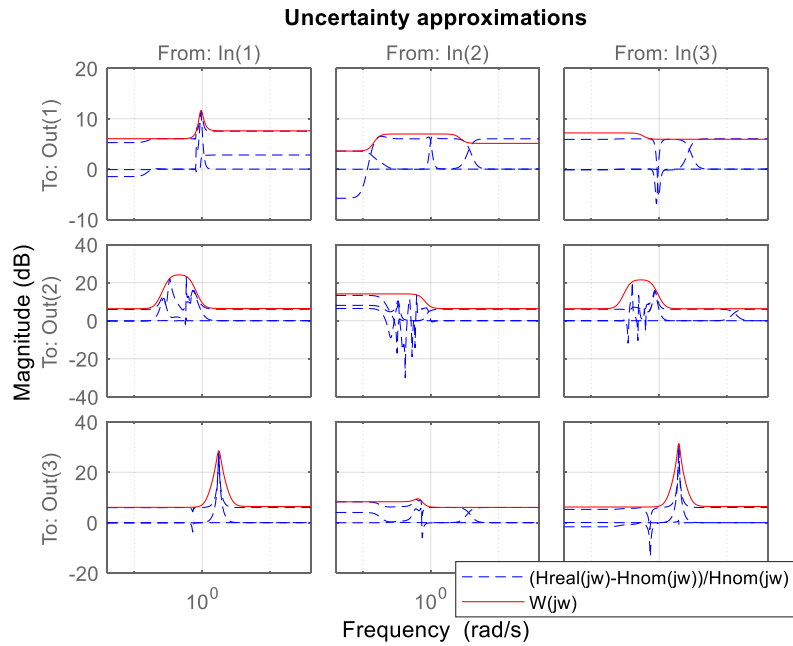 Uncertainty approximations
From: In(1)
From: In(2)
From: In(3)
To: Out(1)
20
10
0
-10
To: Out(2)
40
20
0
-20
-40
To: Out(3)
40
20
0
-20
Magnitude (dB)
10^0
10^0
(Hreal(jw)-Hnom(jw))/Hnom(jw)
W(jw)
Frequency (rad/s)